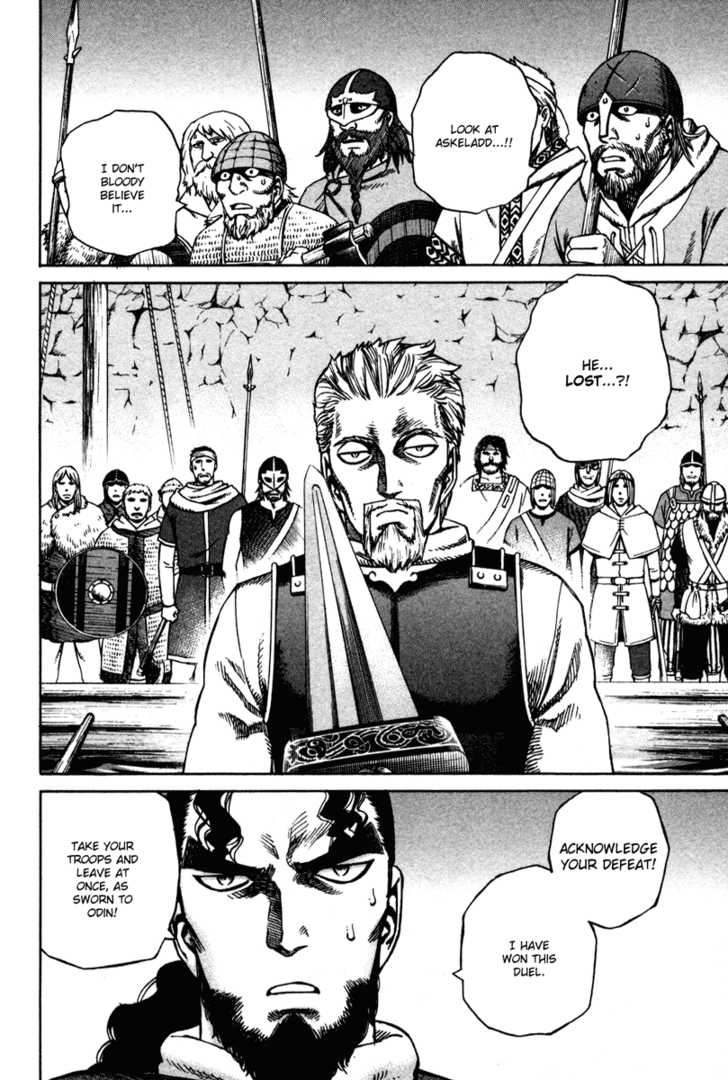 LOOK AT
ASKELADD...!!
I DON'T
BLOODY
BELIEVE
IT...
HE...
LOST...?!
ACKNOWLEDGE
YOUR DEFEAT!
I HAVE
WON THIS
DUEL.
TAKE YOUR
TROOPS AND
LEAVE AT
ONCE, AS
SWORN TO
ODIN!